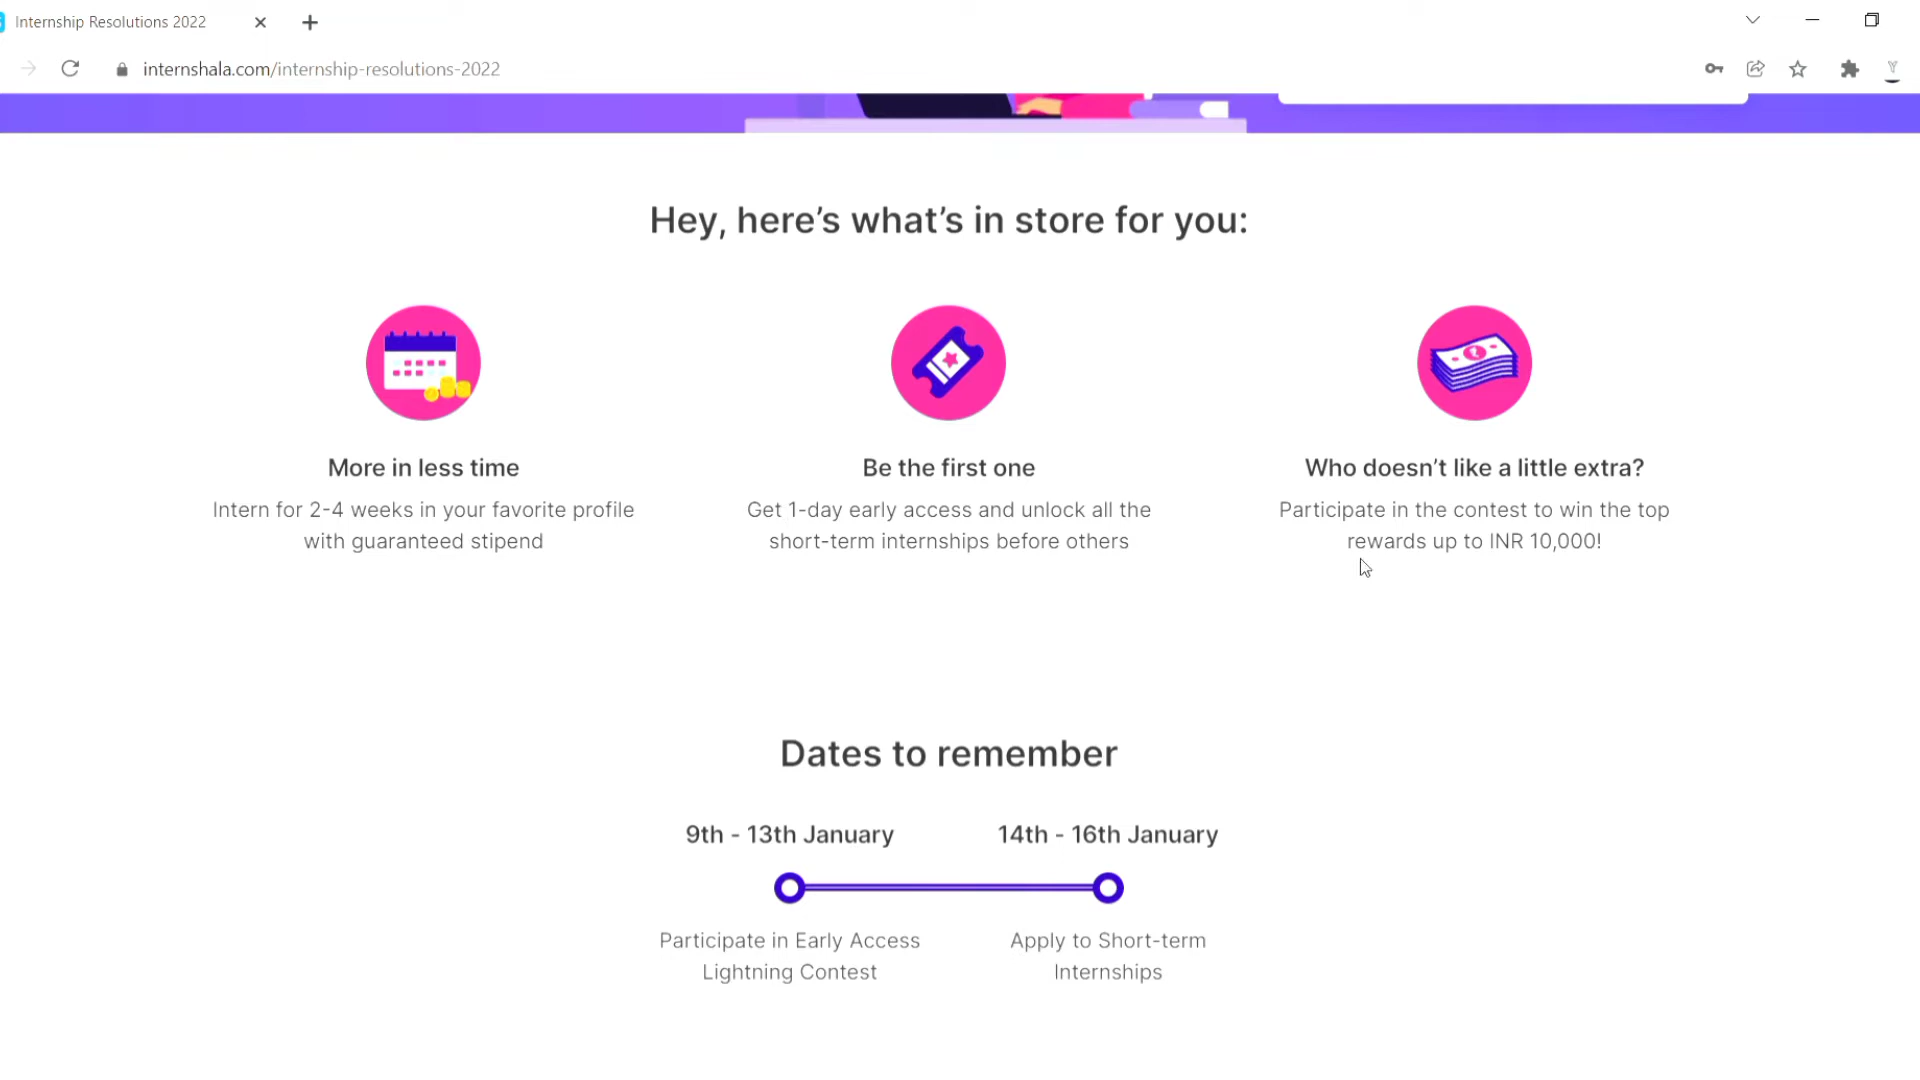 Internship Resolutions 2022
internshala.com/internship-resolutions-2022
Hey, here’s what’s in store for you:
More in less time
Intern for 2-4 weeks in your favorite profile
with guaranteed stipend
Be the first one
Get 1-day early access and unlock all the
short-term internships before others
Who doesn’t like a little extra?
Participate in the contest to win the top
rewards up to INR 10,000!
Dates to remember
9th - 13th January
Participate in Early Access
Lightning Contest
14th - 16th January
Apply to Short-term
Internships